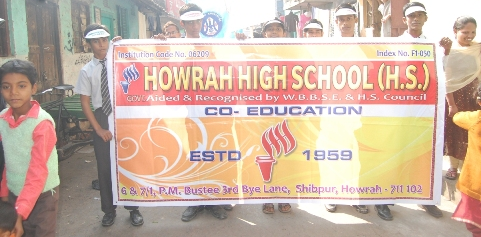 Institution Code No. 06209 Index No. F1-050
HOWRAH HIGH SCHOOL (H.S.)
GOVT. Aided & Recognised by W.B.B.S.E. & H.S. Council
CO- EDUCATION
ESTD 1959
6 & 7/1, P.M. Bustee 3rd Bye Lane, Shibpur, Howrah - 711 102